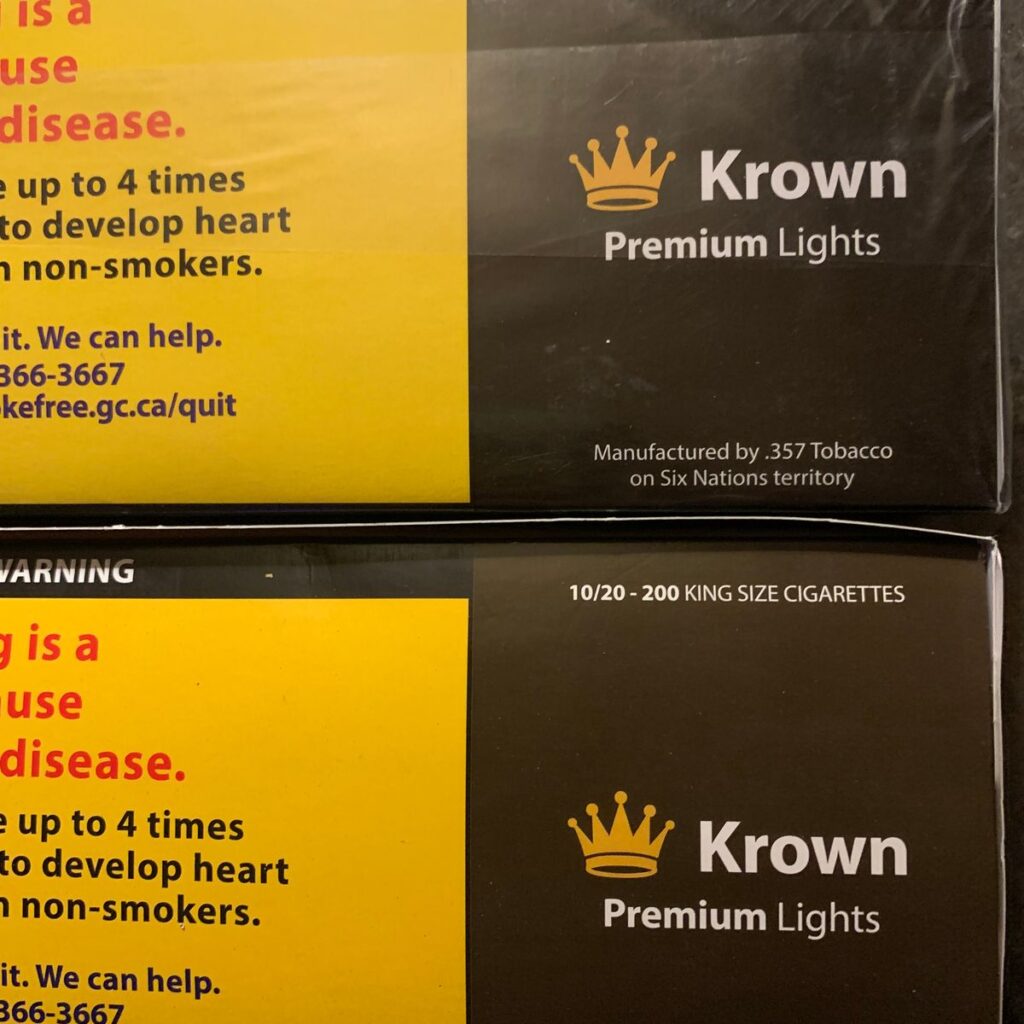 is a
use
disease.
e up to 4 times
to develop heart
n non-smokers.
it. We can help.
366-3667
kefree.gc.ca/quit
Krown
Premium Lights
Manufactured by .357 Tobacco
on Six Nations territory
WARNING
g is a
ause
disease.
e up to 4 times
to develop heart
n non-smokers.
it. We can help.
366-3667
10/20 - 200 KING SIZE CIGARETTES
Krown
Premium Lights